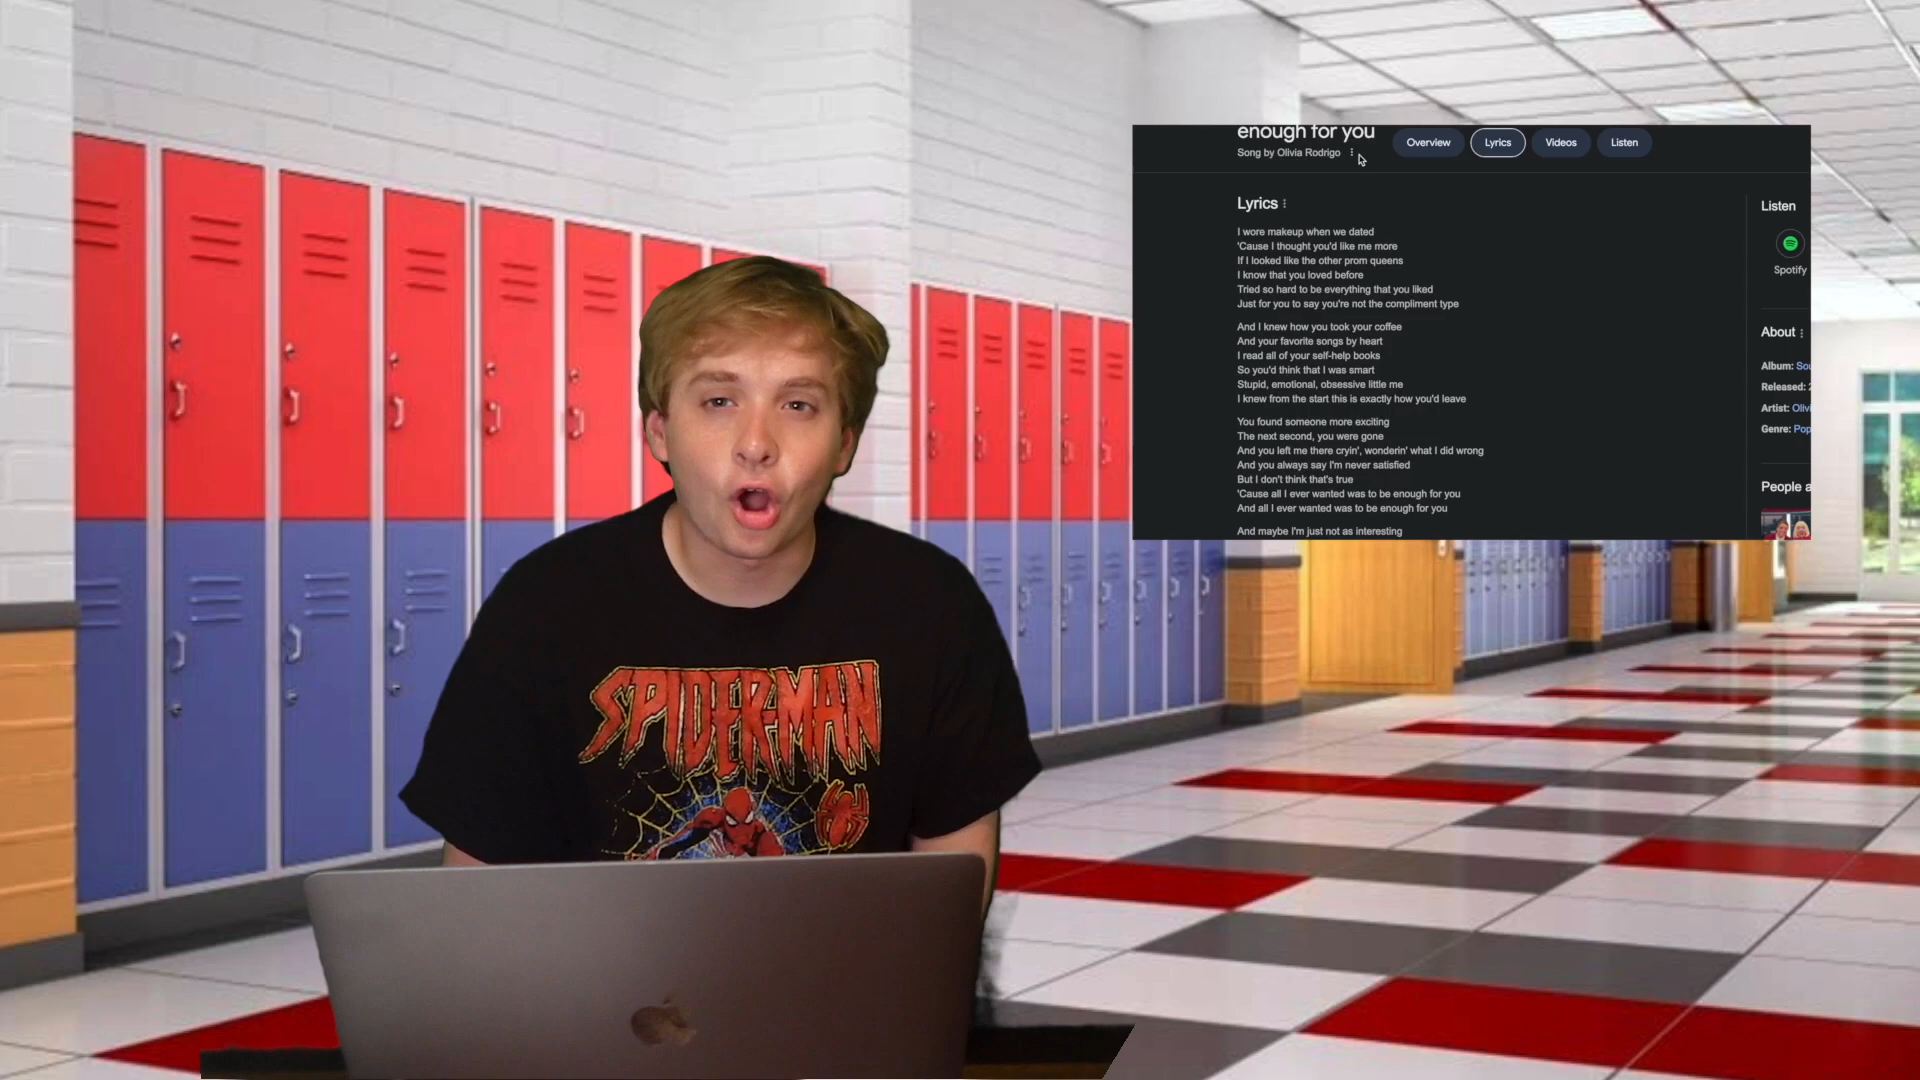 enough for you
Song by Olivia Rodrigo
Overview
Lyrics
Videos
Listen
Lyrics
I wore makeup when we dated
'Cause I thought you'd like me more
If I looked like the other prom queens
I know that you loved before
Tried so hard to be everything that you liked
Just for you to say you're not the compliment type
And I knew how you took your coffee
And your favorite songs by heart
I read all of your self-help books
So you'd think that I was smart
Stupid, emotional, obsessive little me
I knew from the start this is exactly how you'd leave
You found someone more exciting
The next second, you were gone
And you left me there cryin', wonderin' what I did wrong
And you always say I'm never satisfied
But I don't think that's true
'Cause all I ever wanted was to be enough for you
And all I ever wanted was to be enough for you
And maybe I'm just not as interesting
Listen
Spotify
About
Album: Sou
Released: 2
Artist: Olivi
Genre: Pop
People a
SPIDER-MAN